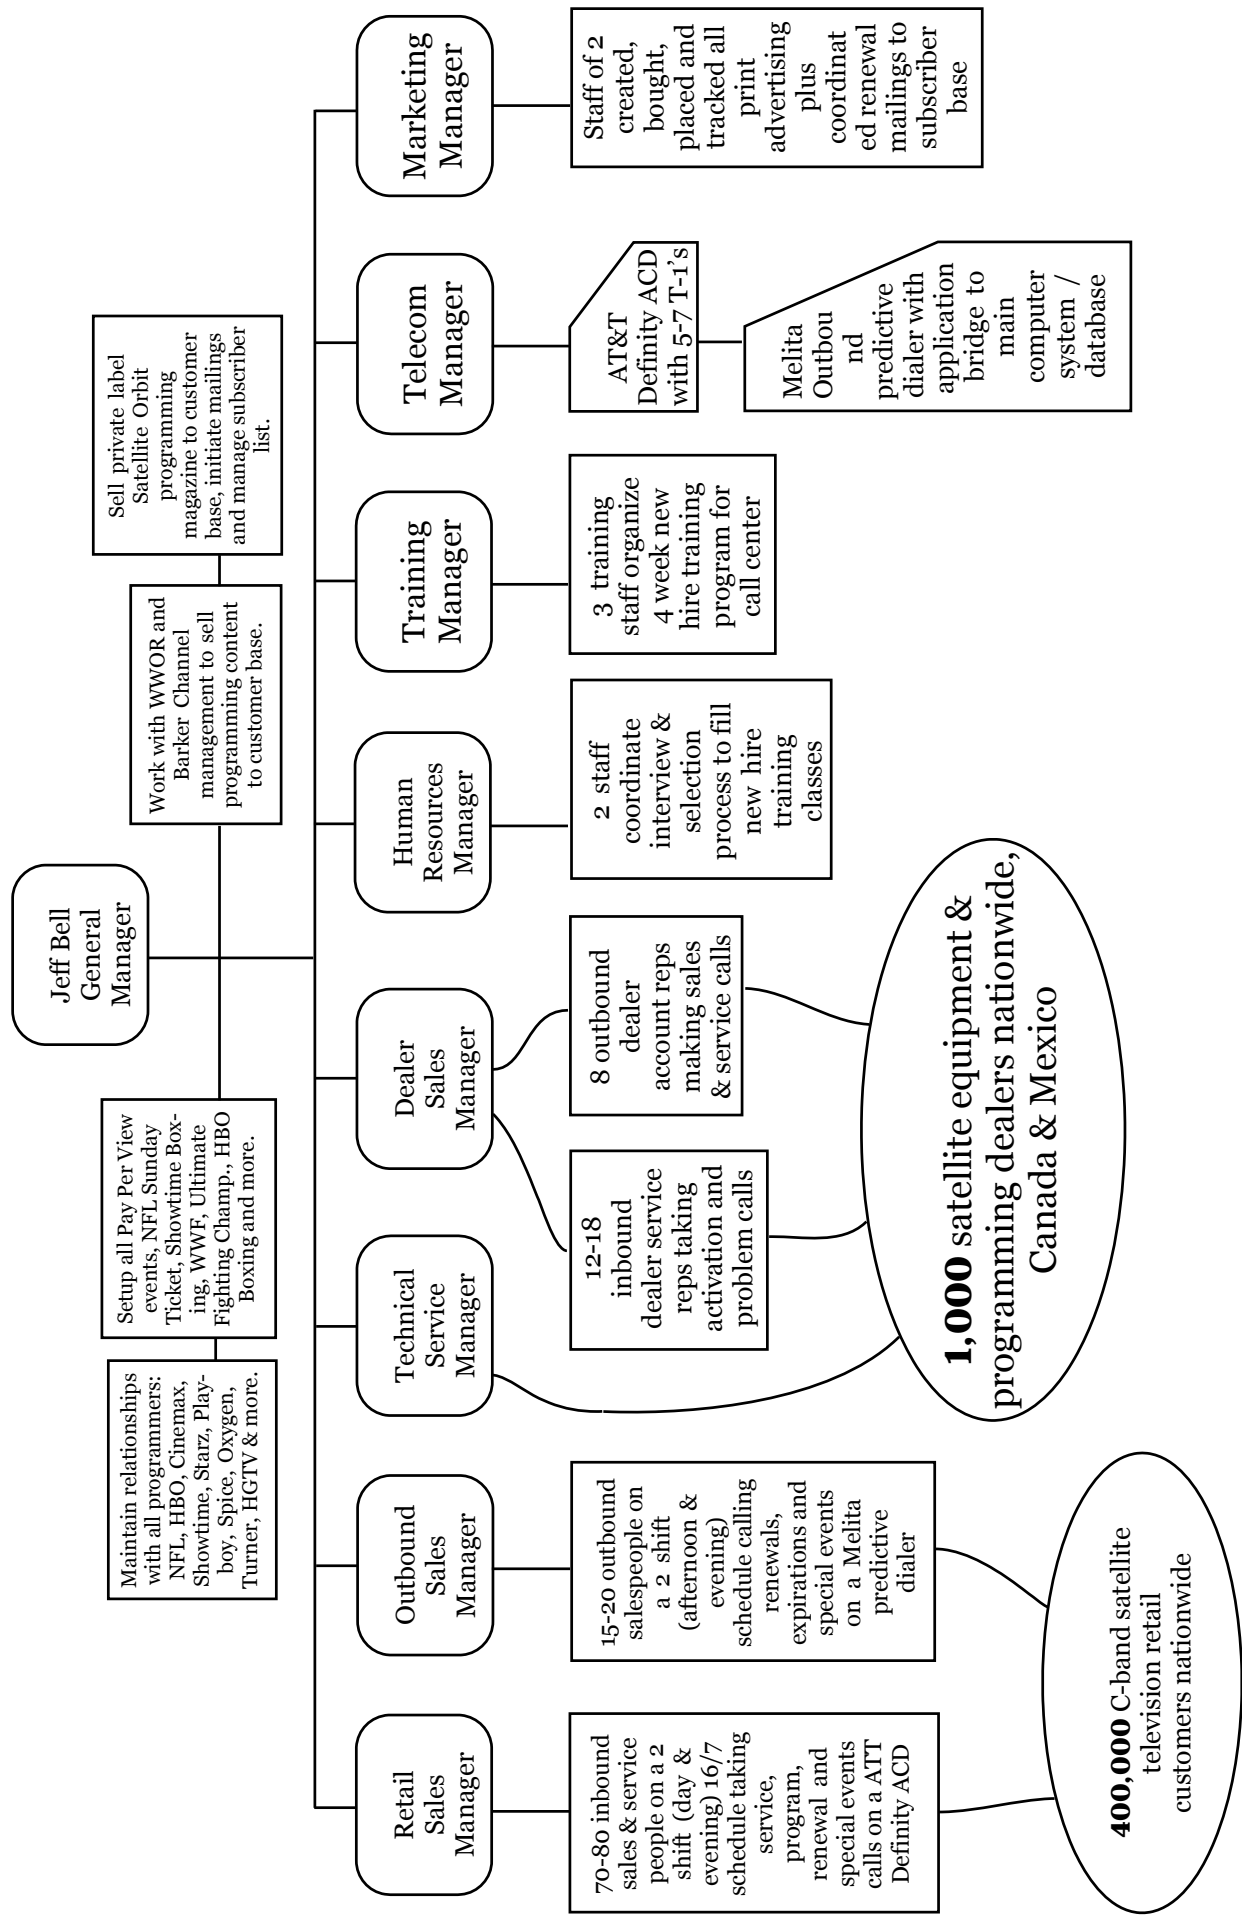 Jeff Bell
General
Manager
Maintain relationships
with all programmers:
NFL, HBO, Cinemax,
Showtime, Starz, Play-
boy, Spice, Oxygen,
Turner, HGTV & more.
Setup all Pay Per View
events, NFL Sunday
Ticket, Showtime Box-
ing, WWF, Ultimate
Fighting Champ., HBO
Boxing and more.
Work with WWOR and
Barker Channel
management to sell
programming content
to customer base.
Sell private label
Satellite Orbit
programming
magazine to customer
base, initiate mailings
and manage subscriber
list.
Retail
Sales
Manager
Outbound
Sales
Manager
Technical
Service
Manager
Dealer
Sales
Manager
Human
Resources
Manager
Training
Manager
Telecom
Manager
Marketing
Manager
70-80 inbound
sales & service
people on a 2
shift (day &
evening) 16/7
schedule taking
service,
program,
renewal and
special events
calls on a ATT
Definity ACD
15-20 outbound
salespeople on
a 2 shift
(afternoon &
evening)
schedule calling
renewals,
expirations and
special events
on a Melita
predictive
dialer
12-18
inbound
dealer service
reps taking
activation and
problem calls
8 outbound
dealer
account reps
making sales
& service calls
2 staff
coordinate
interview &
selection
process to fill
new hire
training
classes
3 training
staff organize
4 week new
hire training
program for
call center
AT&T
Definity ACD
with 5-7 T-1's
Melita
Outbou
nd
predictive
dialer with
application
bridge to
main
computer
system /
database
Staff of 2
created,
bought,
placed and
tracked all
print
advertising
plus
coordinat
ed renewal
mailings to
subscriber
base
400,000 C-band satellite
television retail
customers nationwide
1,000 satellite equipment &
programming dealers nationwide,
Canada & Mexico